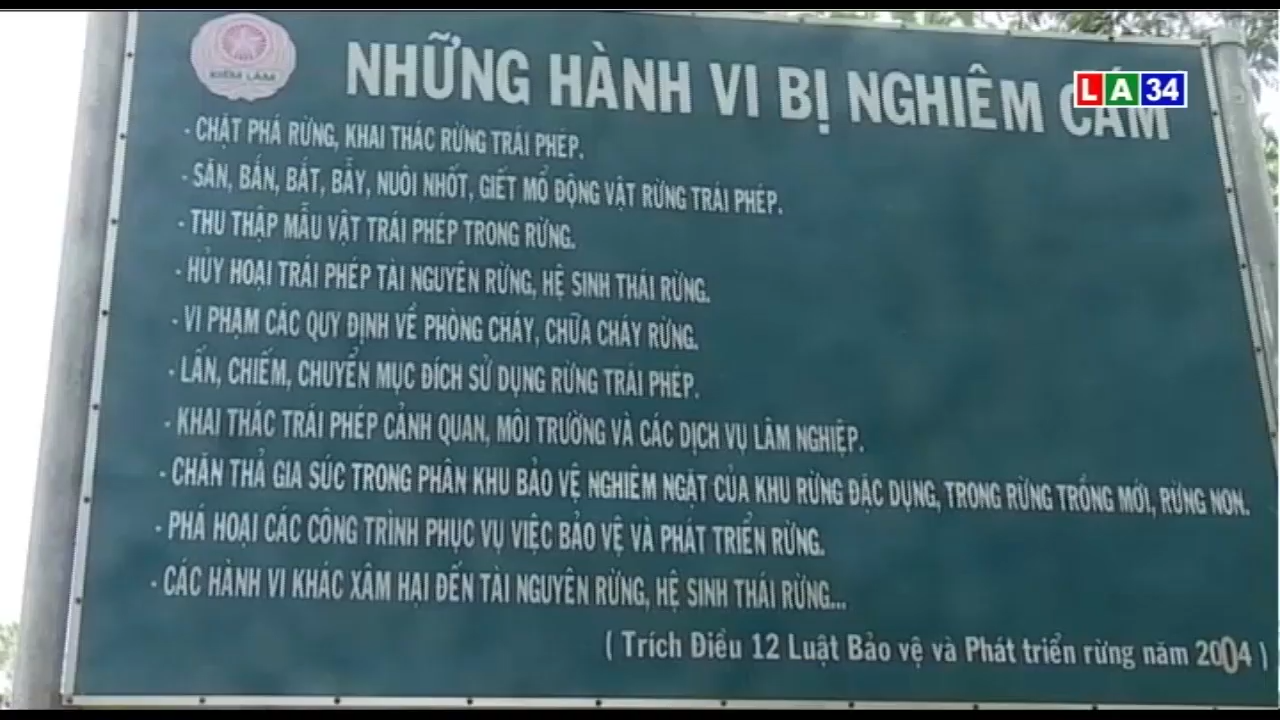 KIỂM LÂM
NHỮNG HÀNH VI BỊ NGHIÊM CẤM
LA34
- CHẶT PHÁ RỪNG, KHAI THÁC RỪNG TRÁI PHÉP.
- SĂN, BẮN, BẮT, BẪY, NUÔI NHỐT, GIẾT MỔ ĐỘNG VẬT RỪNG TRÁI PHÉP.
- THU THẬP MẪU VẬT TRÁI PHÉP TRONG RỪNG.
- HỦY HOẠI TRÁI PHÉP TÀI NGUYÊN RỪNG, HỆ SINH THÁI RỪNG.
- VI PHẠM CÁC QUY ĐỊNH VỀ PHÒNG CHÁY, CHỮA CHÁY RỪNG.
- LẤN, CHIẾM, CHUYỂN MỤC ĐÍCH SỬ DỤNG RỪNG TRÁI PHÉP.
- KHAI THÁC TRÁI PHÉP CẢNH QUAN, MÔI TRƯỜNG VÀ CÁC DỊCH VỤ LÂM NGHIỆP.
- CHĂN THẢ GIA SÚC TRONG PHÂN KHU BẢO VỆ NGHIÊM NGẶT CỦA KHU RỪNG ĐẶC DỤNG, TRONG RỪNG TRỒNG MỚI, RỪNG NON.
- PHÁ HOẠI CÁC CÔNG TRÌNH PHỤC VỤ VIỆC BẢO VỆ VÀ PHÁT TRIỂN RỪNG.
- CÁC HÀNH VI KHÁC XÂM HẠI ĐẾN TÀI NGUYÊN RỪNG, HỆ SINH THÁI RỪNG...
( Trích Điều 12 Luật Bảo vệ và Phát triển rừng năm 2004 )